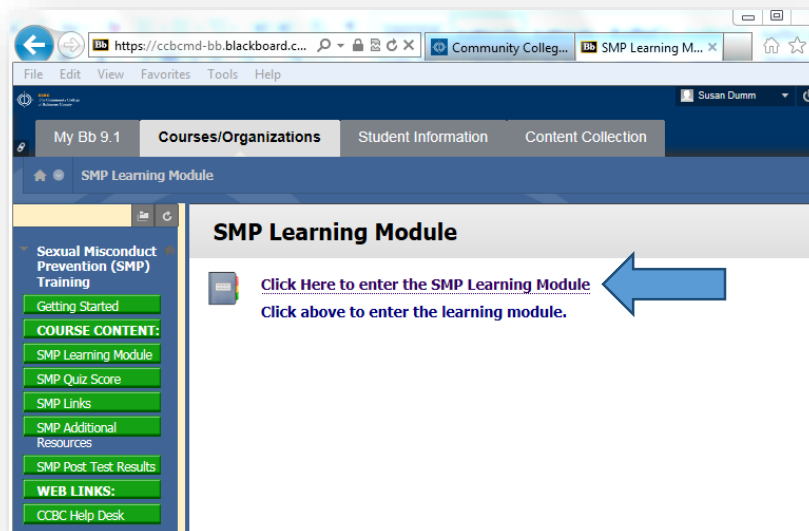 Bb https://ccbcmd-bb.blackboard.c... Community Colleg... Bb SMP Learning M...
File Edit View Favorites Tools Help
Susan Dumm
My Bb 9.1 Courses/Organizations Student Information Content Collection
SMP Learning Module
SMP Learning Module
Sexual Misconduct
Prevention (SMP)
Training
Click Here to enter the SMP Learning Module
Click above to enter the learning module.
Getting Started
COURSE CONTENT:
SMP Learning Module
SMP Quiz Score
SMP Links
SMP Additional
Resources
SMP Post Test Results
WEB LINKS:
CCBC Help Desk